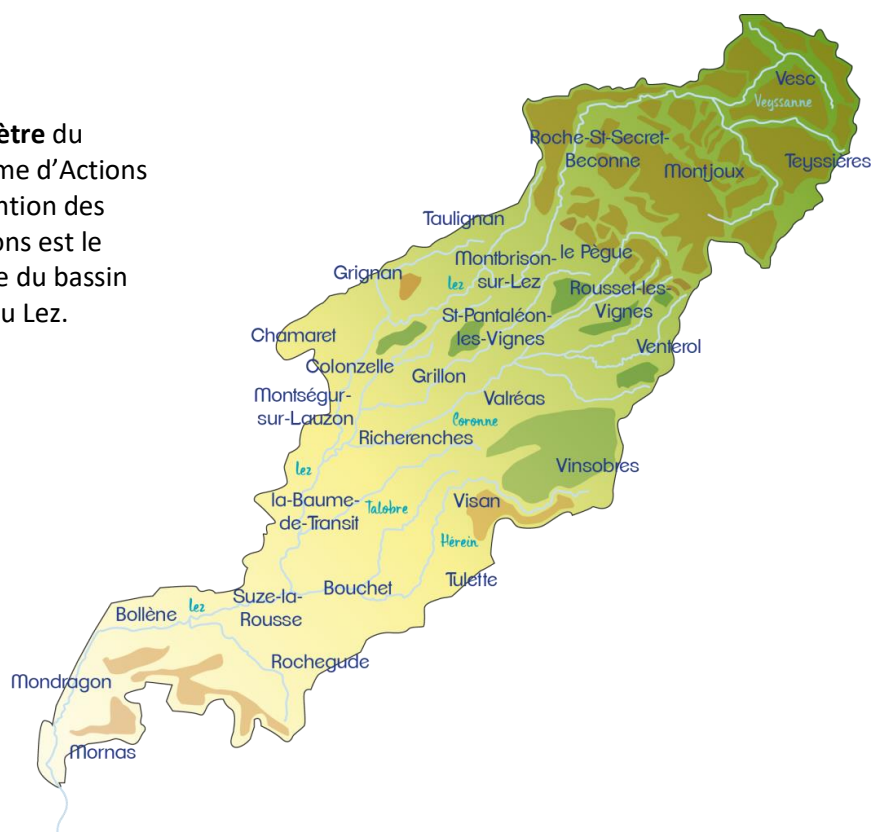 ètre du
me d’Actions
ntion des
ons est le
e du bassin
u Lez.
Vesc
Veyssanne
Roche-St-Secret-
Beconne
Montjoux
Teyssières
Taulignan
Montbrison-
sur-Lez
le Pègue
Grignan
Lez
Rousset-les-
Vignes
St-Pantaléon-
les-Vignes
Chamaret
Venterol
Colonzelle
Grillon
Montségur-
sur-Lauzon
Valréas
Coronne
Richerenches
Lez
Vinsobres
la-Baume-
de-Transit
Talobre
Visan
Hérein
Tulette
Bouchet
Suze-la-
Rousse
Lez
Bollène
Rochegude
Mondragon
Mornas